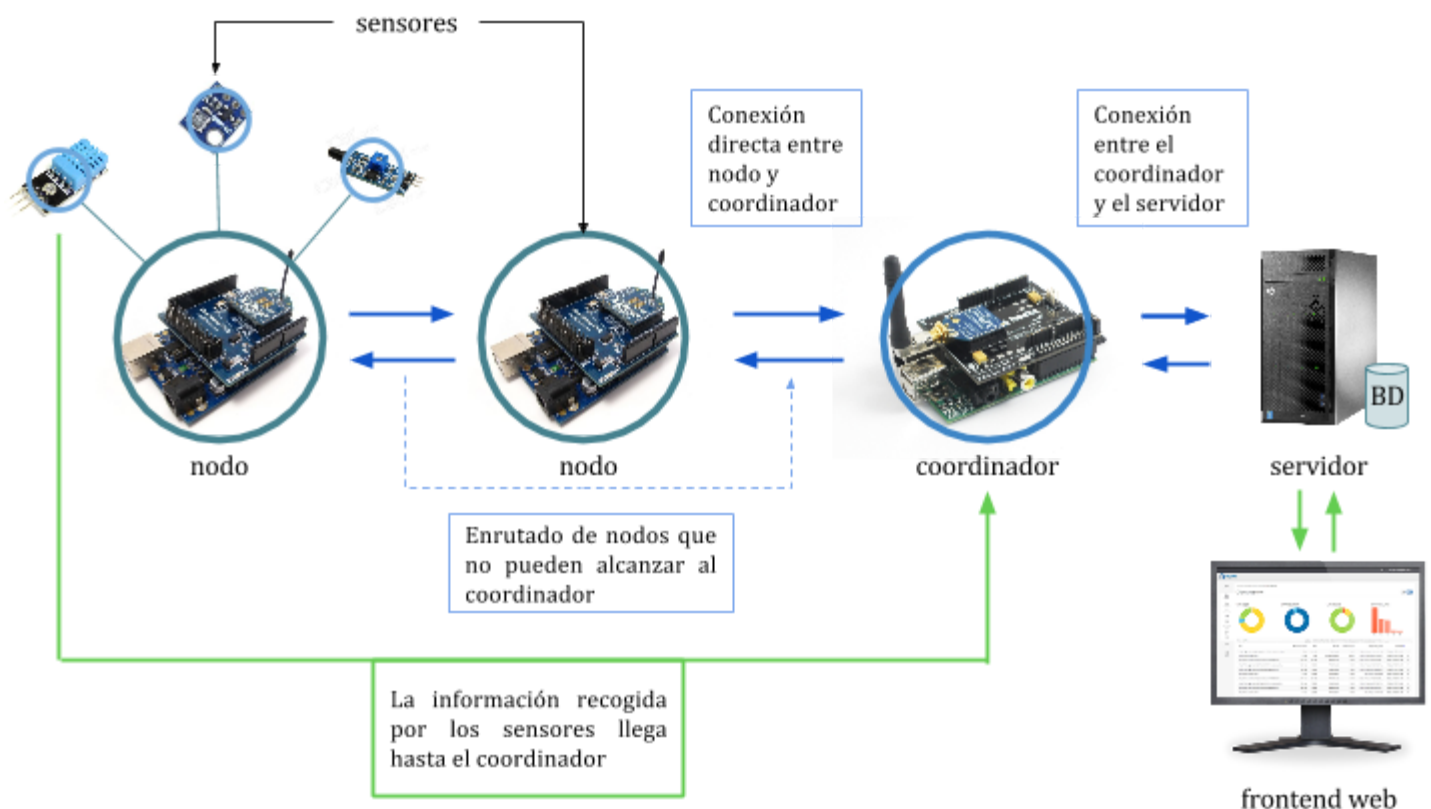 sensores
Conexión
directa entre
nodo y
coordinador
Conexión
entre el
coordinador
y el servidor
BD
nodo
nodo
coordinador
servidor
Enrutado de nodos que
no pueden alcanzar al
coordinador
La información recogida
por los sensores llega
hasta el coordinador
frontend web